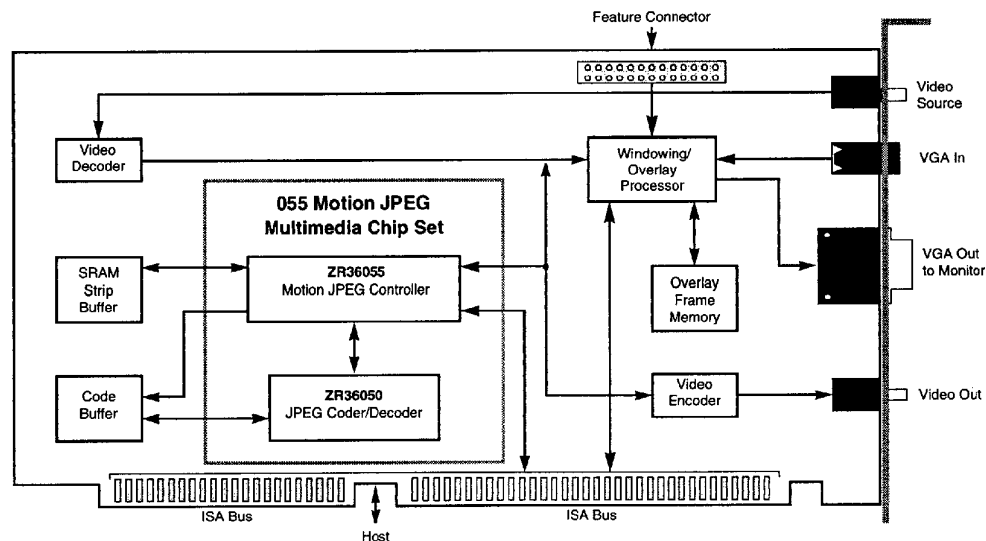 Feature Connector
Video
Source
Video
Decoder
Windowing/
Overlay
Processor
VGA In
055 Motion JPEG
Multimedia Chip Set
SRAM
Strip
Buffer
ZR36055
Motion JPEG Controller
Overlay
Frame
Memory
VGA Out
to Monitor
Code
Buffer
ZR36050
JPEG Coder/Decoder
Video
Encoder
Video Out
ISA Bus
ISA Bus
Host